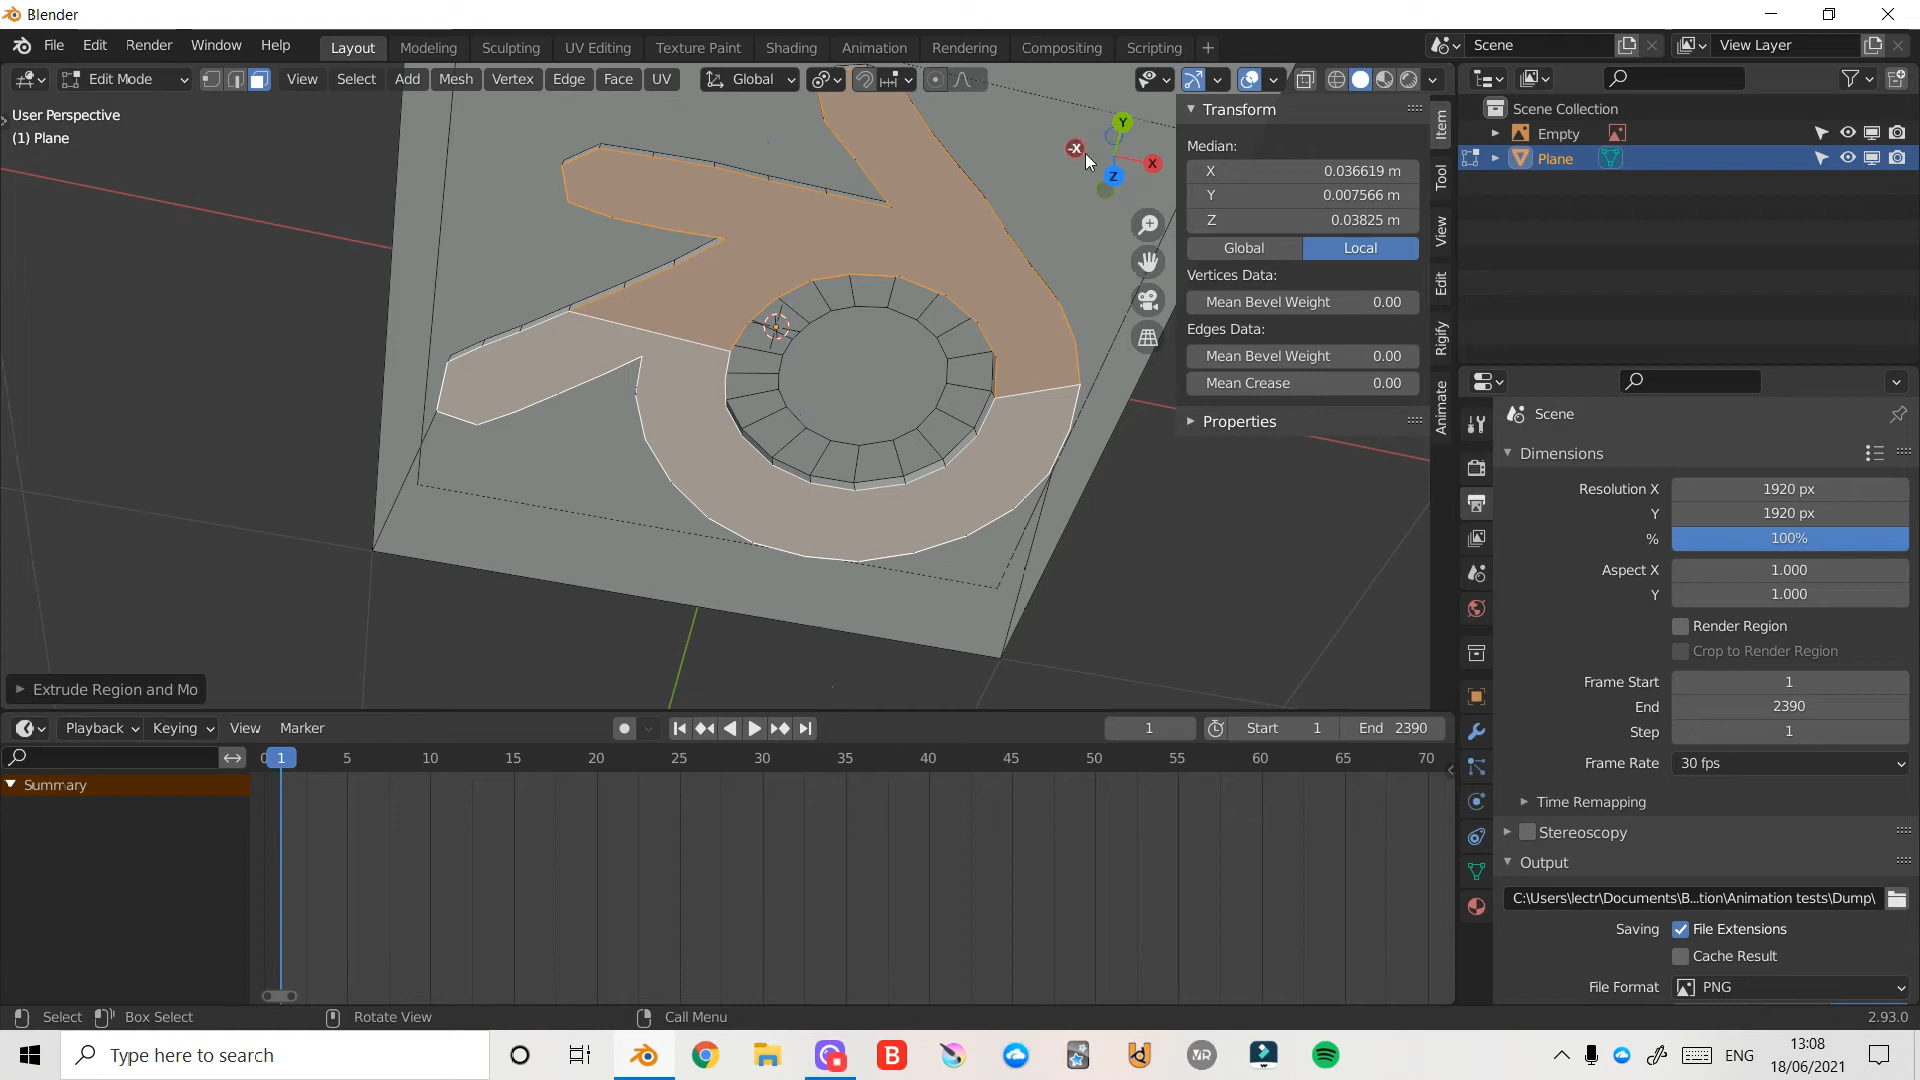 Blender
File Edit Render Window Help Layout Modeling Sculpting UV Editing Texture Paint Shading Animation Rendering Compositing Scripting + Scene View Layer
Edit Mode View Select Add Mesh Vertex Edge Face UV Global
User Perspective
(1) Plane
Y
-X
X
Z
Transform
Median:
X 0.036619 m
Y 0.007566 m
Z 0.03825 m
Global Local
Vertices Data:
Mean Bevel Weight 0.00
Edges Data:
Mean Bevel Weight 0.00
Mean Crease 0.00
Properties
Item
Tool
View
Edit
Rigify
Animate
Scene Collection
Empty
Plane
Scene
Dimensions
Resolution X 1920 px
Y 1920 px
% 100%
Aspect X 1.000
Y 1.000
Render Region
Crop to Render Region
Frame Start 1
End 2390
Step 1
Frame Rate 30 fps
Time Remapping
Stereoscopy
Output
C:\Users\lectr\Documents\B...tion\Animation tests\Dump\
Saving File Extensions
Cache Result
File Format PNG
Extrude Region and Mo
Playback Keying View Marker 1 Start 1 End 2390
0 1 5 10 15 20 25 30 35 40 45 50 55 60 65 70
Summary
Select Box Select Rotate View Call Menu 2.93.0
Type here to search
B
VR
ENG
13:08
18/06/2021